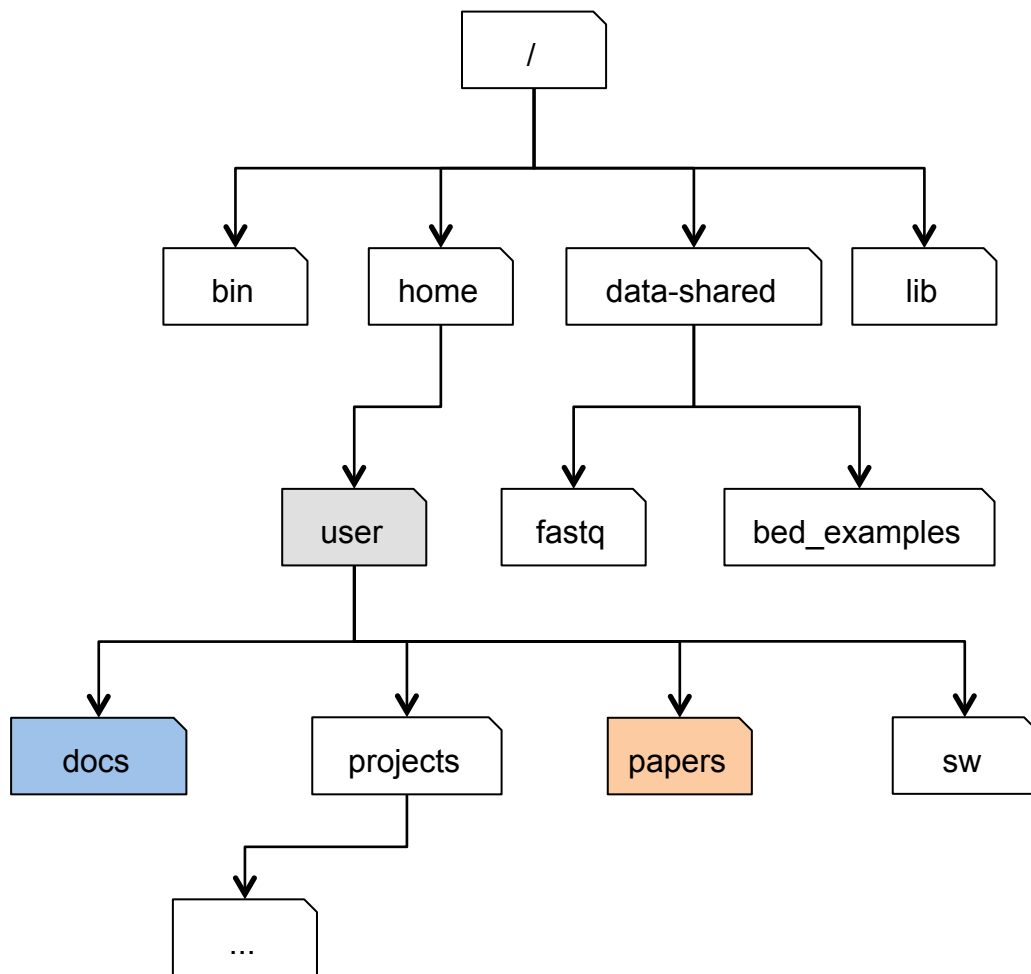 /
bin
home
data-shared
lib
user
fastq
bed_examples
docs
projects
papers
sw
...